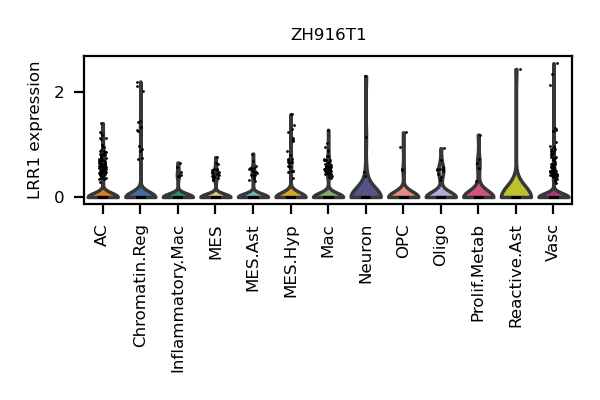 ZH916T1
LRR1 expression
2
0
AC
Chromatin.Reg
Inflammatory.Mac
MES
MES.Ast
MES.Hyp
Mac
Neuron
OPC
Oligo
Prolif.Metab
Reactive.Ast
Vasc